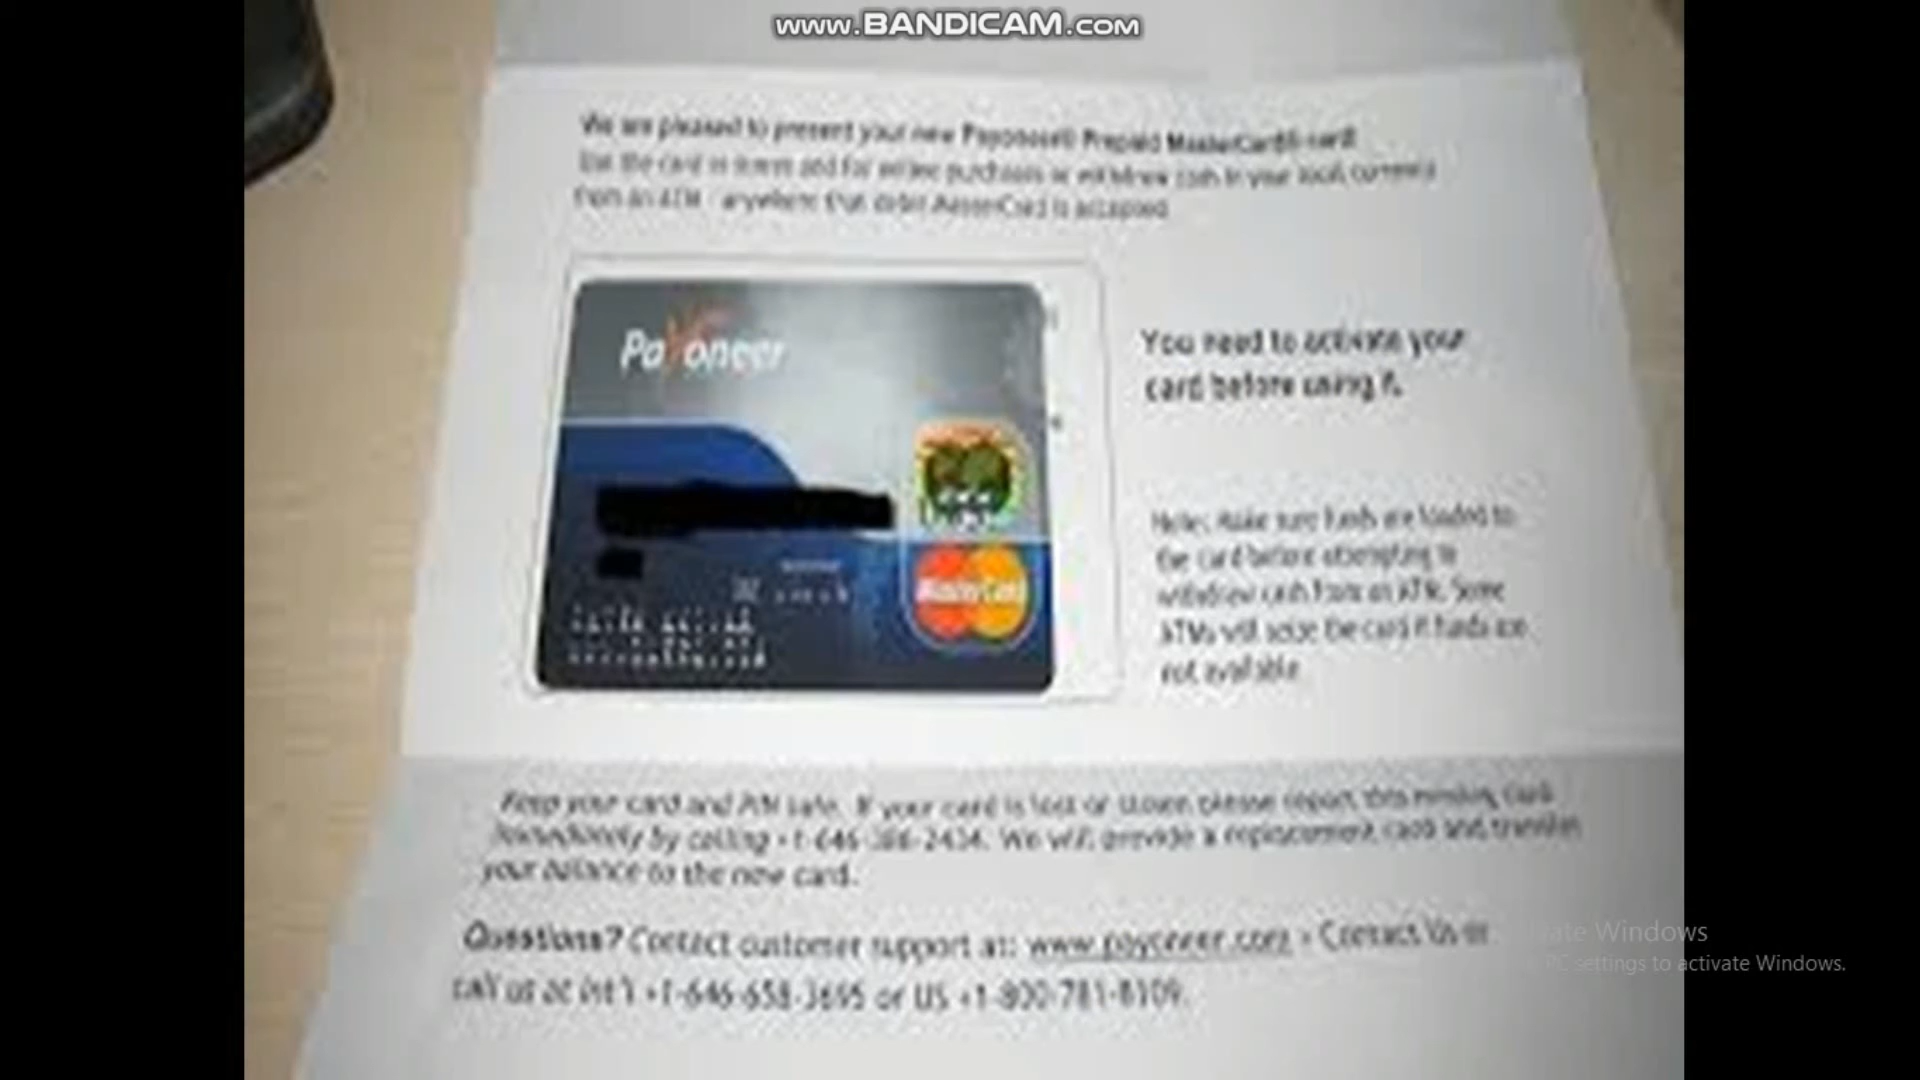 www.BANDICAM.com
We are pleased to present your new Payoneer® Prepaid MasterCard® card
Use the card in stores and for online purchases or withdraw cash in your local currency
from an ATM - anywhere that debit MasterCard is accepted.
Payoneer
You need to activate your
card before using it.
MasterCard
Note: Make sure funds are loaded to
the card before attempting to
withdraw cash from an ATM. Some
ATMs will seize the card if funds are
not available.
Keep your card and PIN safe. If your card is lost or stolen please report the missing card
immediately by calling +1-646-386-2434. We will provide a replacement card and transfer
your balance to the new card.
Questions? Contact customer support at: www.payoneer.com > Contact Us or
call us at Int'l +1-646-658-3695 or US +1-800-781-8109.
Windows
PC settings to activate Windows.